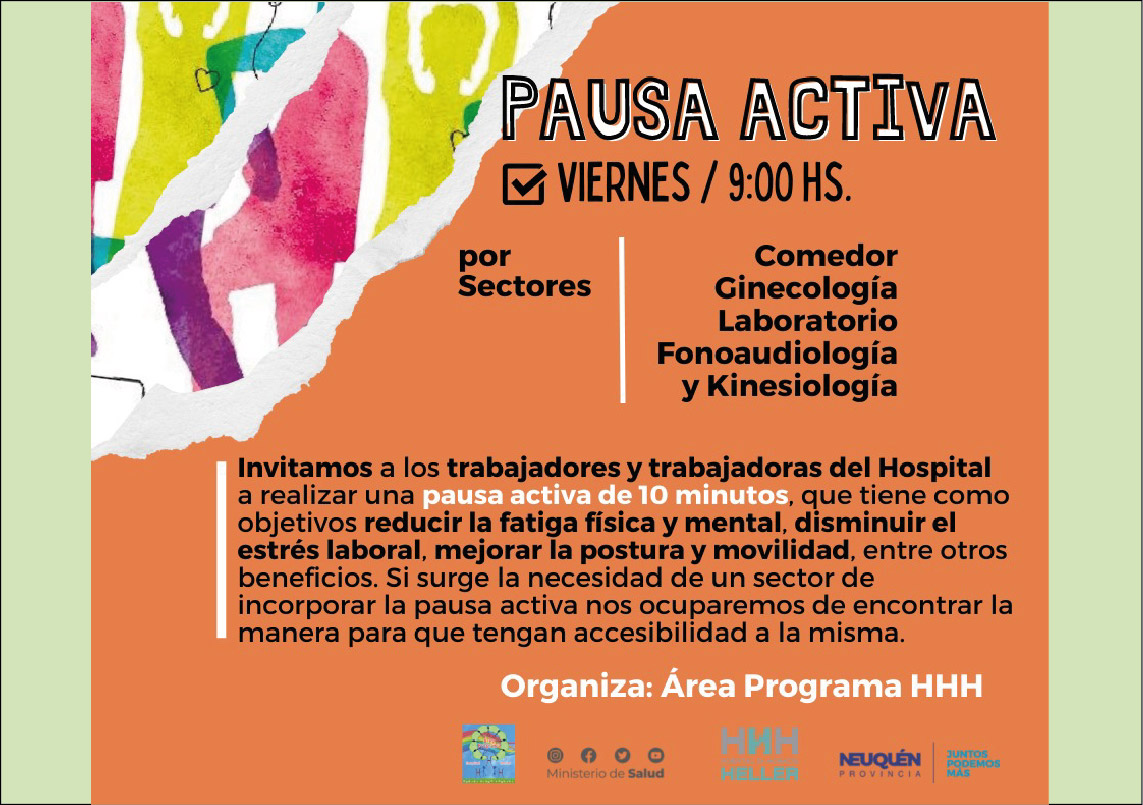 PAUSA ACTIVA
VIERNES / 9:00 HS.
por
Sectores
Comedor
Ginecología
Laboratorio
Fonoaudiología
y Kinesiología
Invitamos a los trabajadores y trabajadoras del Hospital
a realizar una pausa activa de 10 minutos, que tiene como
objetivos reducir la fatiga física y mental, disminuir el
estrés laboral, mejorar la postura y movilidad, entre otros
beneficios. Si surge la necesidad de un sector de
incorporar la pausa activa nos ocuparemos de encontrar la
manera para que tengan accesibilidad a la misma.
Organiza: Área Programa HHH
Ministerio de Salud
HHH
HELLER
NEUQUÉN
PROVINCIA
JUNTOS
PODEMOS
MÁS